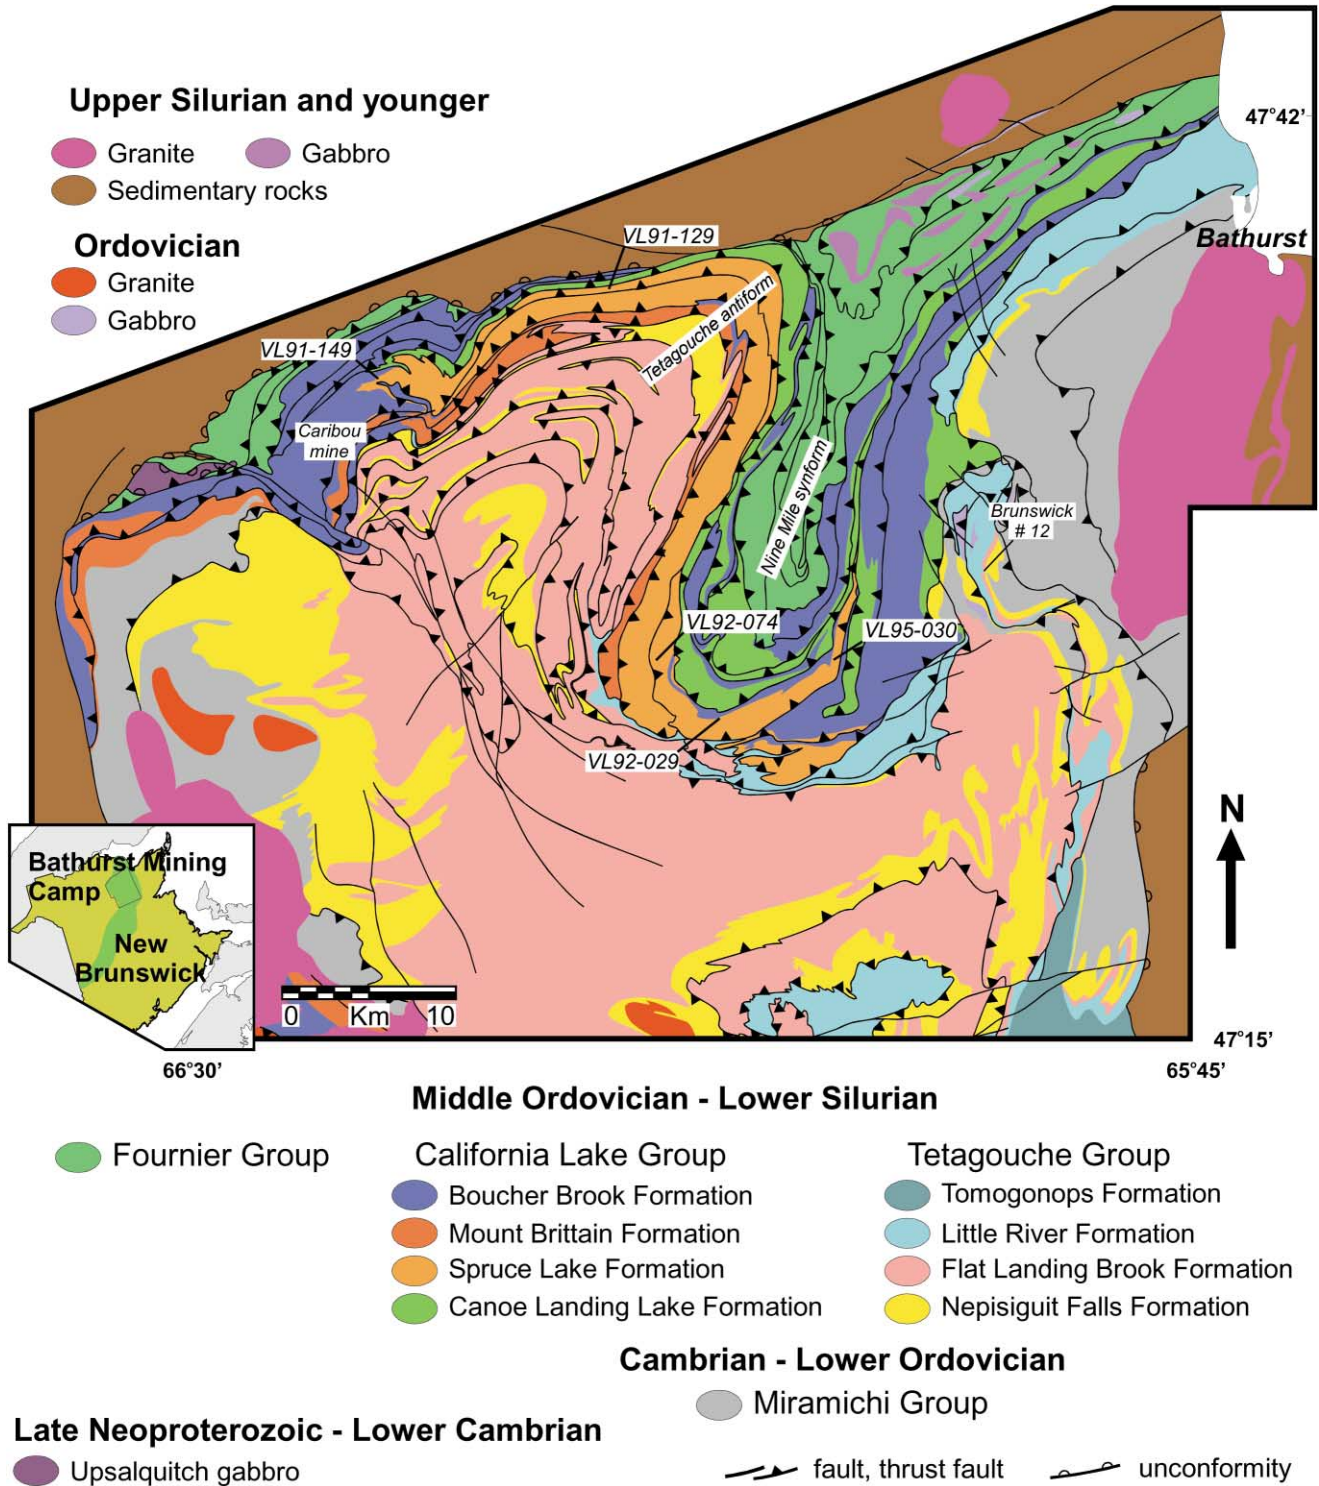 Upper Silurian and younger
Granite
Gabbro
Sedimentary rocks
Ordovician
Granite
Gabbro
47°42'
Bathurst
VL91-129
Tetagouche antiform
VL91-149
Caribou
mine
Nine Mile synform
Brunswick
# 12
VL92-074
VL95-030
VL92-029
N
Bathurst Mining
Camp
New
Brunswick
0 Km 10
47°15'
66°30'
65°45'
Middle Ordovician - Lower Silurian
Fournier Group
California Lake Group
Boucher Brook Formation
Mount Brittain Formation
Spruce Lake Formation
Canoe Landing Lake Formation
Tetagouche Group
Tomogonops Formation
Little River Formation
Flat Landing Brook Formation
Nepisiguit Falls Formation
Cambrian - Lower Ordovician
Miramichi Group
Late Neoproterozoic - Lower Cambrian
Upsalquitch gabbro
fault, thrust fault
unconformity